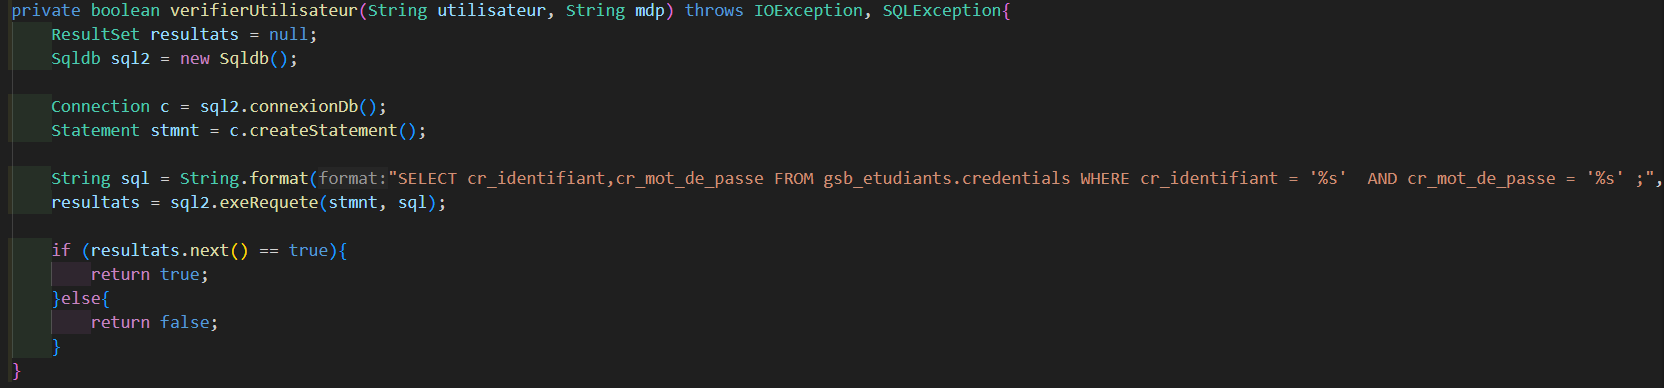 private boolean verifierUtilisateur(String utilisateur, String mdp) throws IOException, SQLException{
ResultSet resultats = null;
Sqldb sql2 = new Sqldb();
Connection c = sql2.connexionDb();
Statement stmnt = c.createStatement();
String sql = String.format(format:"SELECT cr_identifiant,cr_mot_de_passe FROM gsb_etudiants.credentials WHERE cr_identifiant = '%s'  AND cr_mot_de_passe = '%s' ;",
resultats = sql2.exeRequete(stmnt, sql);
if (resultats.next() == true){
return true;
}else{
return false;
}
}